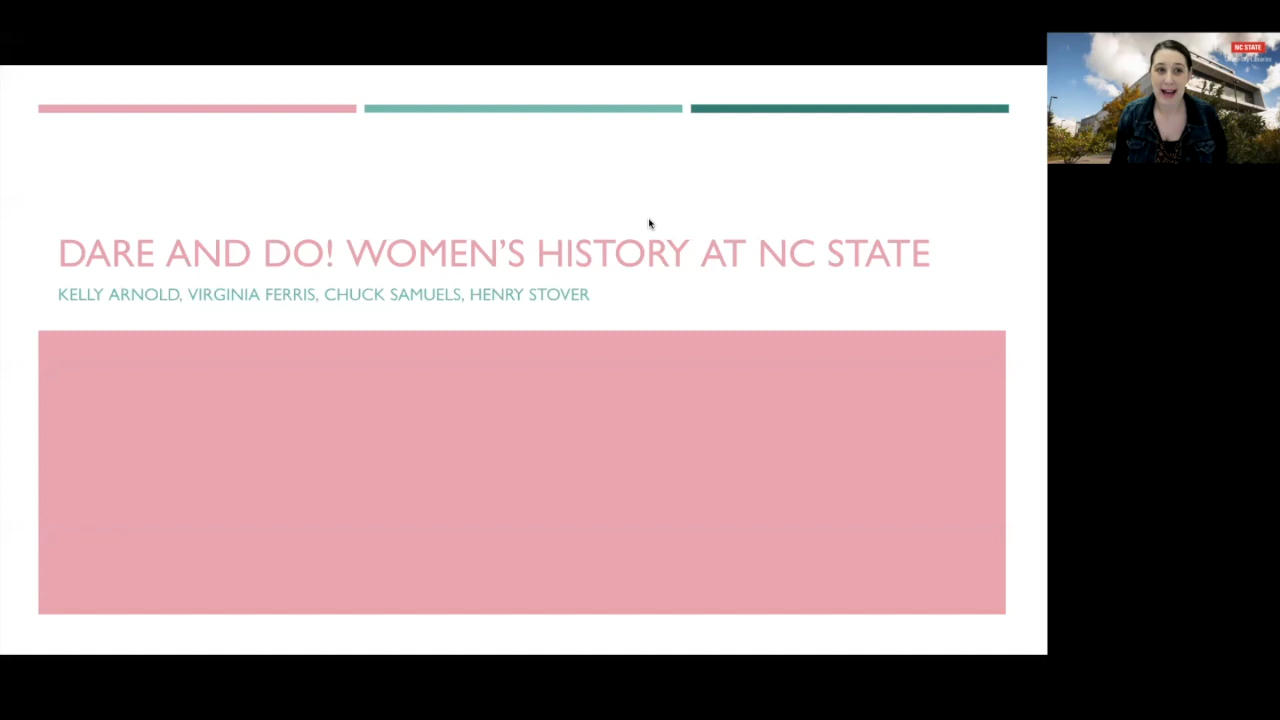 DARE AND DO! WOMEN'S HISTORY AT NC STATE
KELLY ARNOLD, VIRGINIA FERRIS, CHUCK SAMUELS, HENRY STOVER
NC STATE